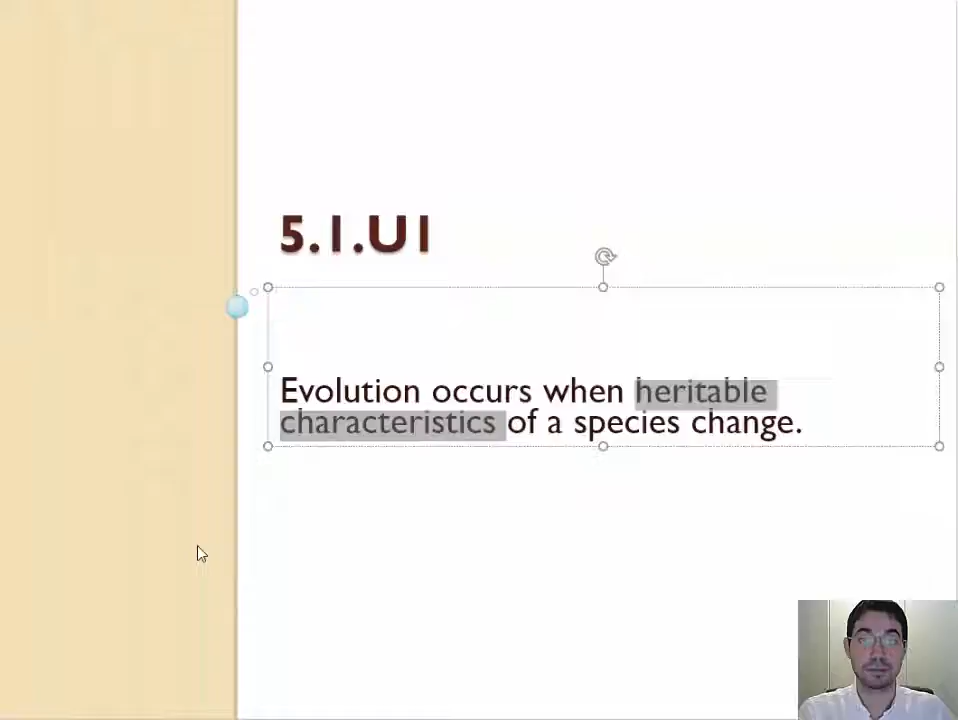 5.1.U1
Evolution occurs when heritable
characteristics of a species change.